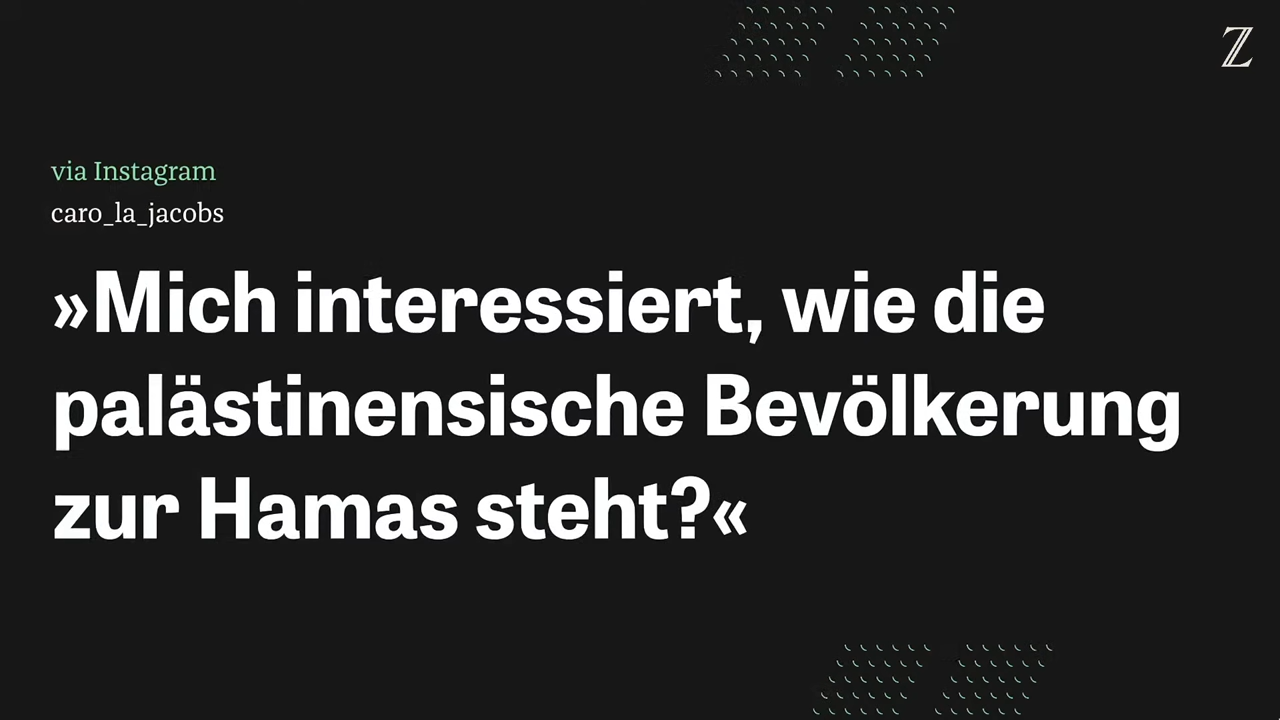 Z
via Instagram
caro_la_jacobs
»Mich interessiert, wie die
palästinensische Bevölkerung
zur Hamas steht?«